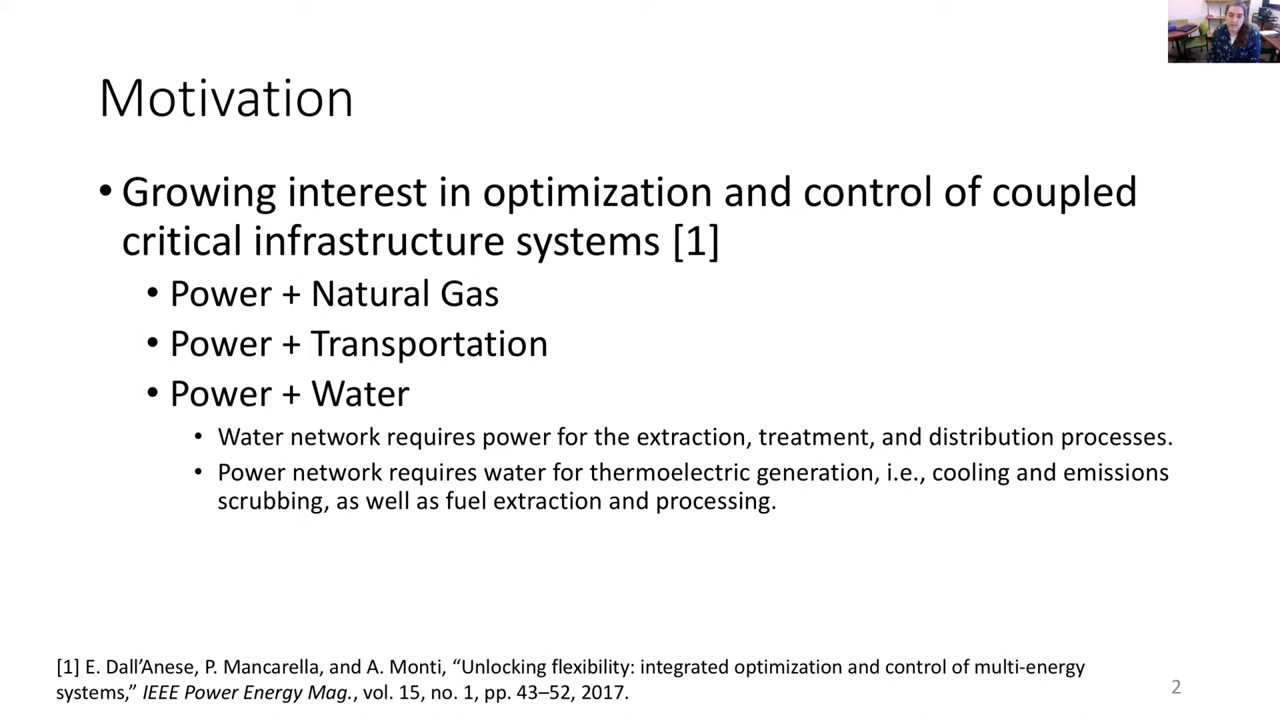 Motivation
• Growing interest in optimization and control of coupled
critical infrastructure systems [1]
• Power + Natural Gas
• Power + Transportation
• Power + Water
• Water network requires power for the extraction, treatment, and distribution processes.
• Power network requires water for thermoelectric generation, i.e., cooling and emissions
scrubbing, as well as fuel extraction and processing.
[1] E. Dall’Anese, P. Mancarella, and A. Monti, “Unlocking flexibility: integrated optimization and control of multi-energy
systems,” IEEE Power Energy Mag., vol. 15, no. 1, pp. 43–52, 2017.
2